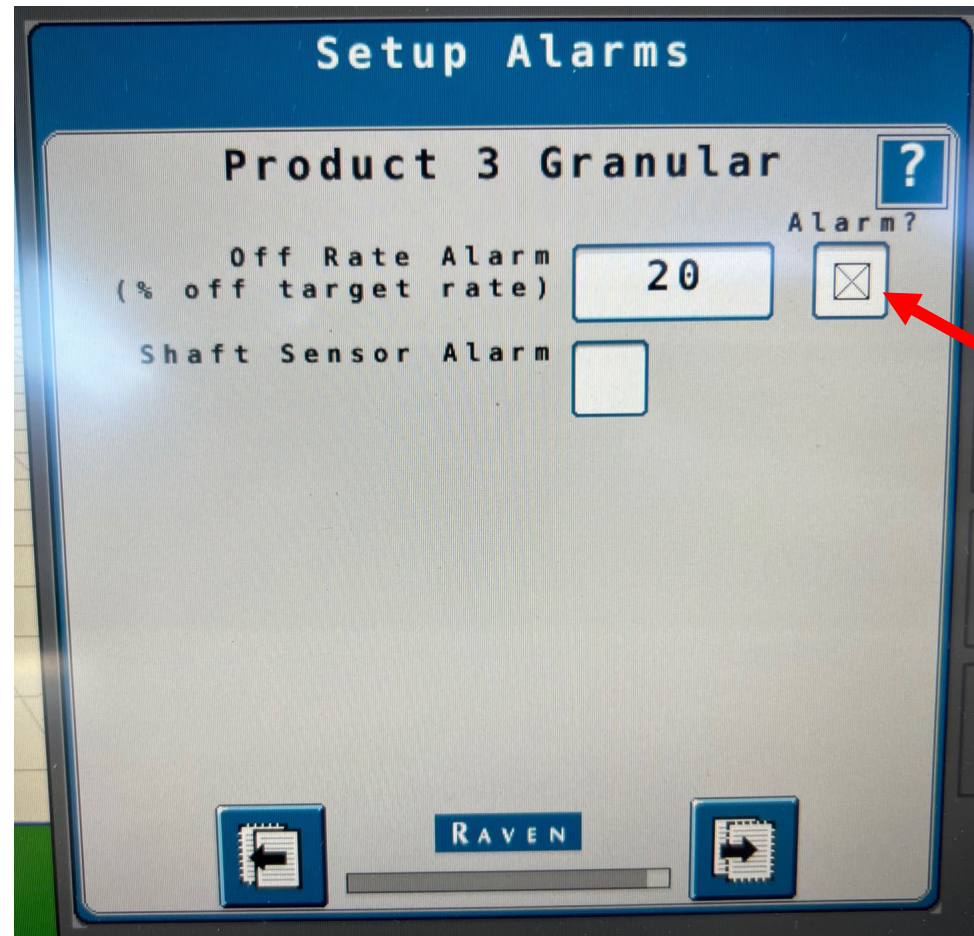 Setup Alarms
Product 3 Granular
?
Alarm?
Off Rate Alarm
(% off target rate)
20
Shaft Sensor Alarm
RAVEN